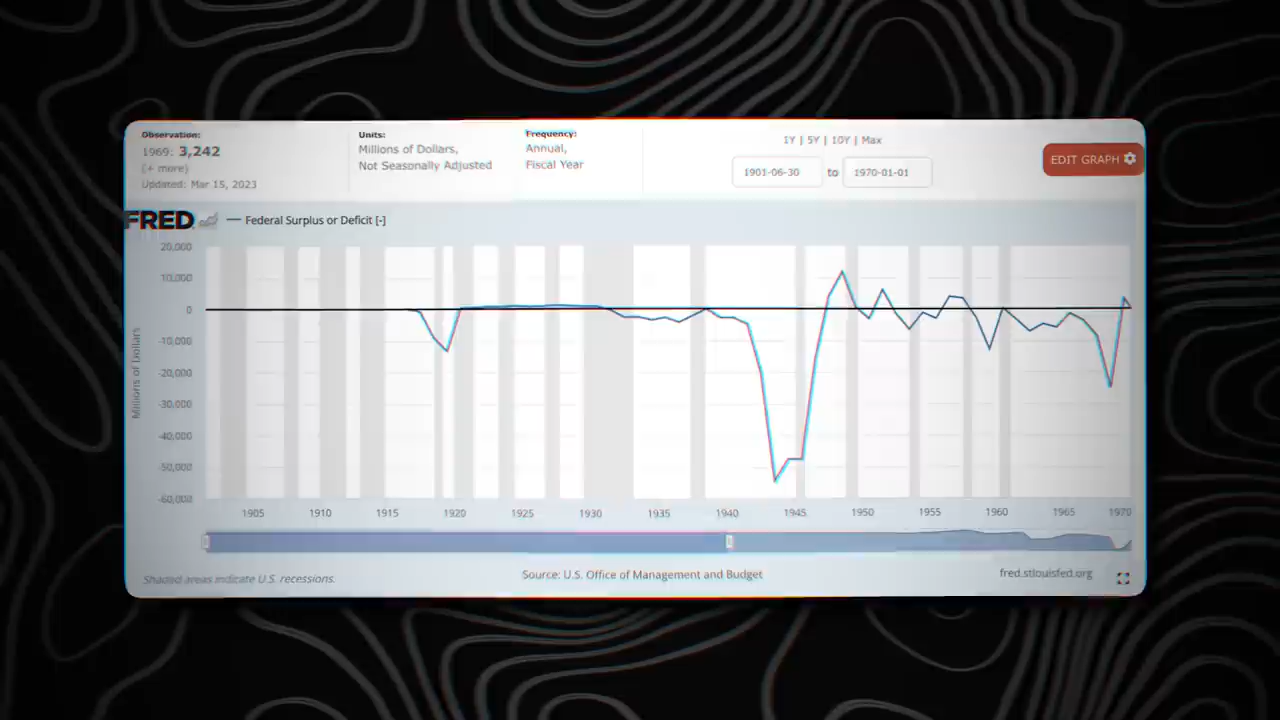 Observation:
1969: 3,242
(+ more)
Updated: Mar 15, 2023
Units:
Millions of Dollars,
Not Seasonally Adjusted
Frequency:
Annual,
Fiscal Year
1Y | 5Y | 10Y | Max
1901-06-30 to 1970-01-01
EDIT GRAPH
FRED
Federal Surplus or Deficit [-]
Millions of Dollars
20,000
10,000
0
-10,000
-20,000
-30,000
-40,000
-50,000
-60,000
1905 1910 1915 1920 1925 1930 1935 1940 1945 1950 1955 1960 1965 1970
Shaded areas indicate U.S. recessions.
Source: U.S. Office of Management and Budget
fred.stlouisfed.org